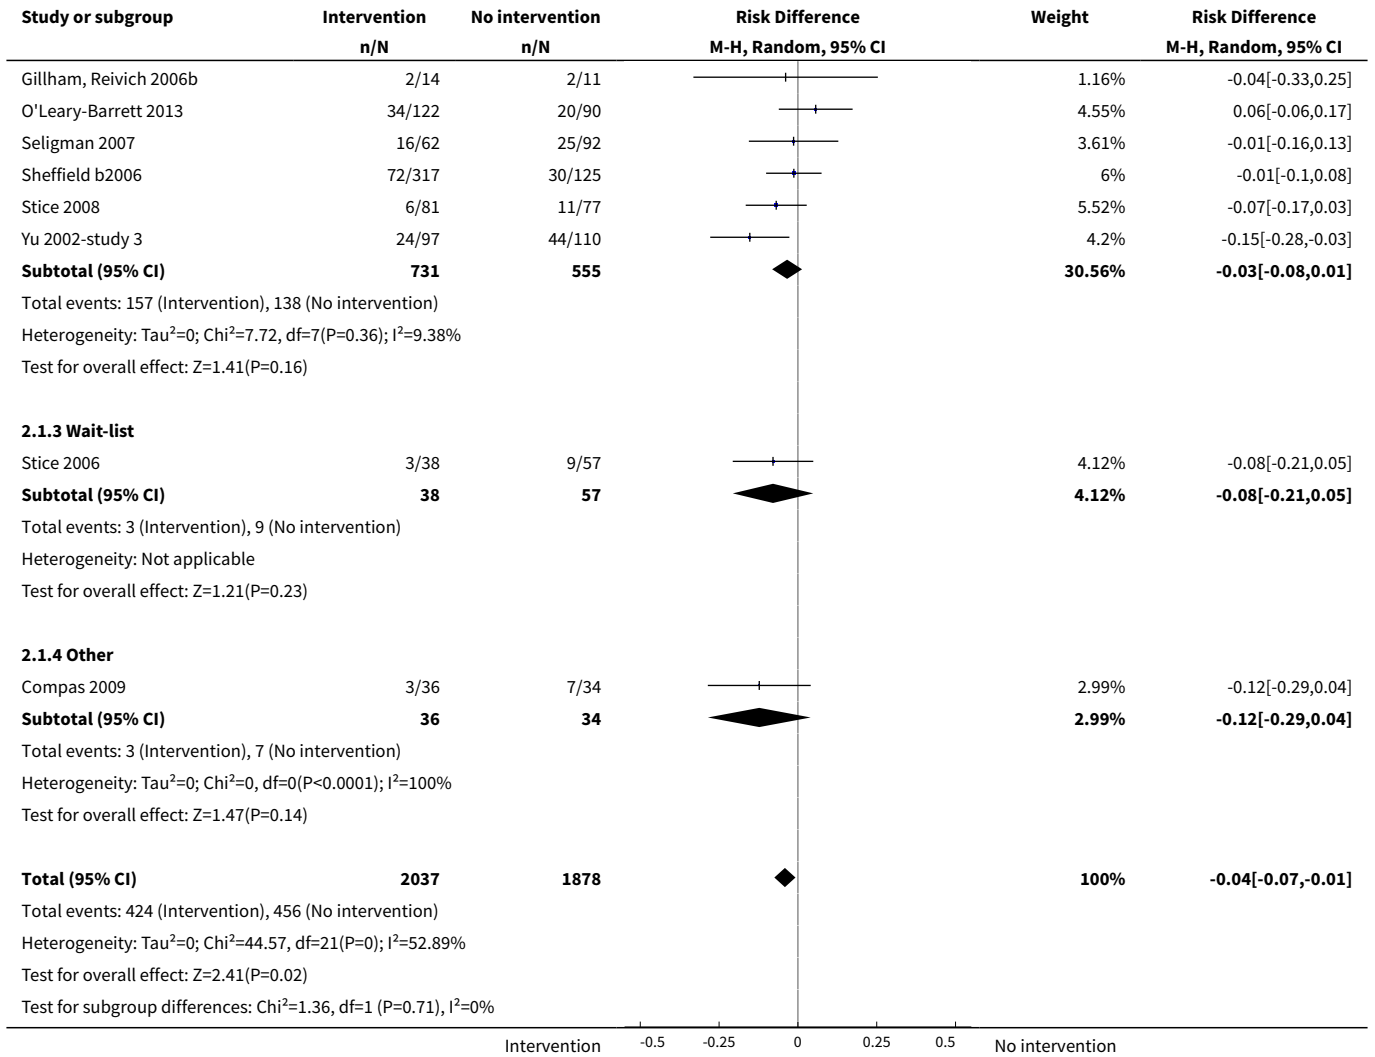 Study or subgroup Intervention No intervention Risk Difference Weight Risk Difference
n/N n/N M-H, Random, 95% CI M-H, Random, 95% CI
Gillham, Reivich 2006b 2/14 2/11 1.16% -0.04[-0.33,0.25]
O'Leary-Barrett 2013 34/122 20/90 4.55% 0.06[-0.06,0.17]
Seligman 2007 16/62 25/92 3.61% -0.01[-0.16,0.13]
Sheffield b2006 72/317 30/125 6% -0.01[-0.1,0.08]
Stice 2008 6/81 11/77 5.52% -0.07[-0.17,0.03]
Yu 2002-study 3 24/97 44/110 4.2% -0.15[-0.28,-0.03]
Subtotal (95% CI) 731 555 30.56% -0.03[-0.08,0.01]
Total events: 157 (Intervention), 138 (No intervention)
Heterogeneity: Tau²=0; Chi²=7.72, df=7(P=0.36); I²=9.38%
Test for overall effect: Z=1.41(P=0.16)
2.1.3 Wait-list
Stice 2006 3/38 9/57 4.12% -0.08[-0.21,0.05]
Subtotal (95% CI) 38 57 4.12% -0.08[-0.21,0.05]
Total events: 3 (Intervention), 9 (No intervention)
Heterogeneity: Not applicable
Test for overall effect: Z=1.21(P=0.23)
2.1.4 Other
Compas 2009 3/36 7/34 2.99% -0.12[-0.29,0.04]
Subtotal (95% CI) 36 34 2.99% -0.12[-0.29,0.04]
Total events: 3 (Intervention), 7 (No intervention)
Heterogeneity: Tau²=0; Chi²=0, df=0(P<0.0001); I²=100%
Test for overall effect: Z=1.47(P=0.14)
Total (95% CI) 2037 1878 100% -0.04[-0.07,-0.01]
Total events: 424 (Intervention), 456 (No intervention)
Heterogeneity: Tau²=0; Chi²=44.57, df=21(P=0); I²=52.89%
Test for overall effect: Z=2.41(P=0.02)
Test for subgroup differences: Chi²=1.36, df=1 (P=0.71), I²=0%
Intervention -0.5 -0.25 0 0.25 0.5 No intervention